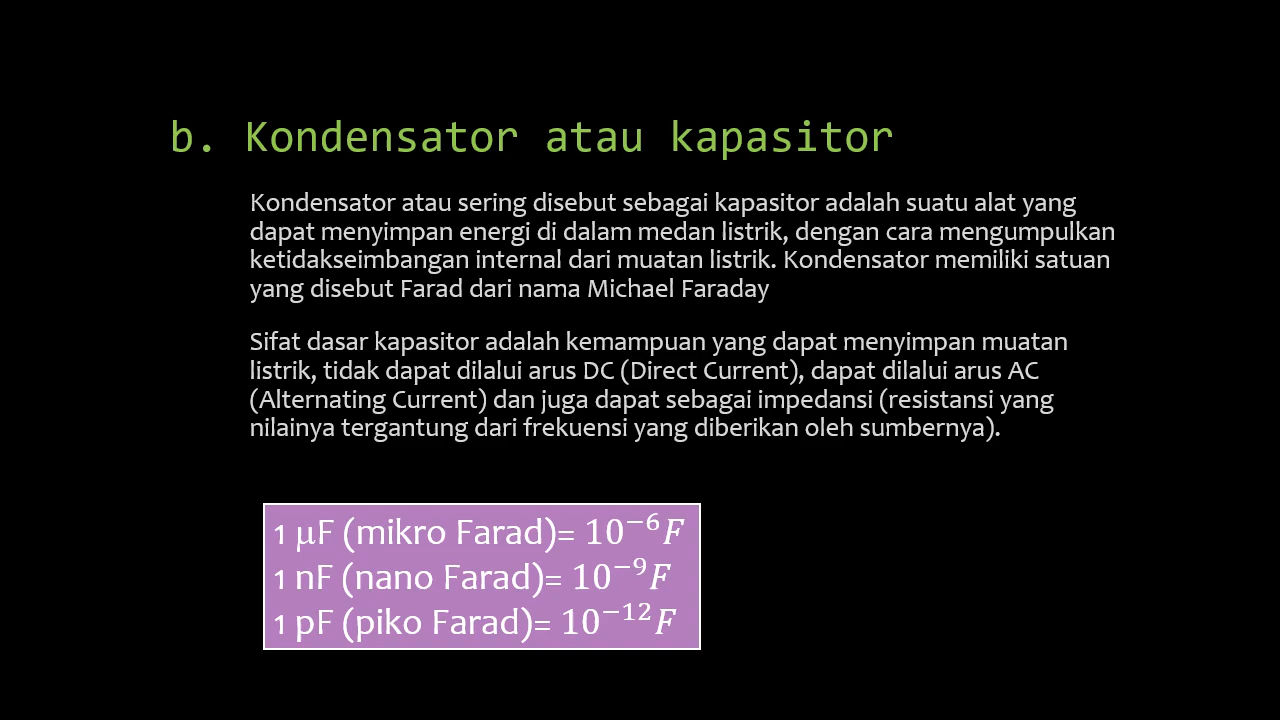 b. Kondensator atau kapasitor
Kondensator atau sering disebut sebagai kapasitor adalah suatu alat yang
dapat menyimpan energi di dalam medan listrik, dengan cara mengumpulkan
ketidakseimbangan internal dari muatan listrik. Kondensator memiliki satuan
yang disebut Farad dari nama Michael Faraday
Sifat dasar kapasitor adalah kemampuan yang dapat menyimpan muatan
listrik, tidak dapat dilalui arus DC (Direct Current), dapat dilalui arus AC
(Alternating Current) dan juga dapat sebagai impedansi (resistansi yang
nilainya tergantung dari frekuensi yang diberikan oleh sumbernya).
1 µF (mikro Farad)= 10⁻⁶F
1 nF (nano Farad)= 10⁻⁹F
1 pF (piko Farad)= 10⁻¹²F